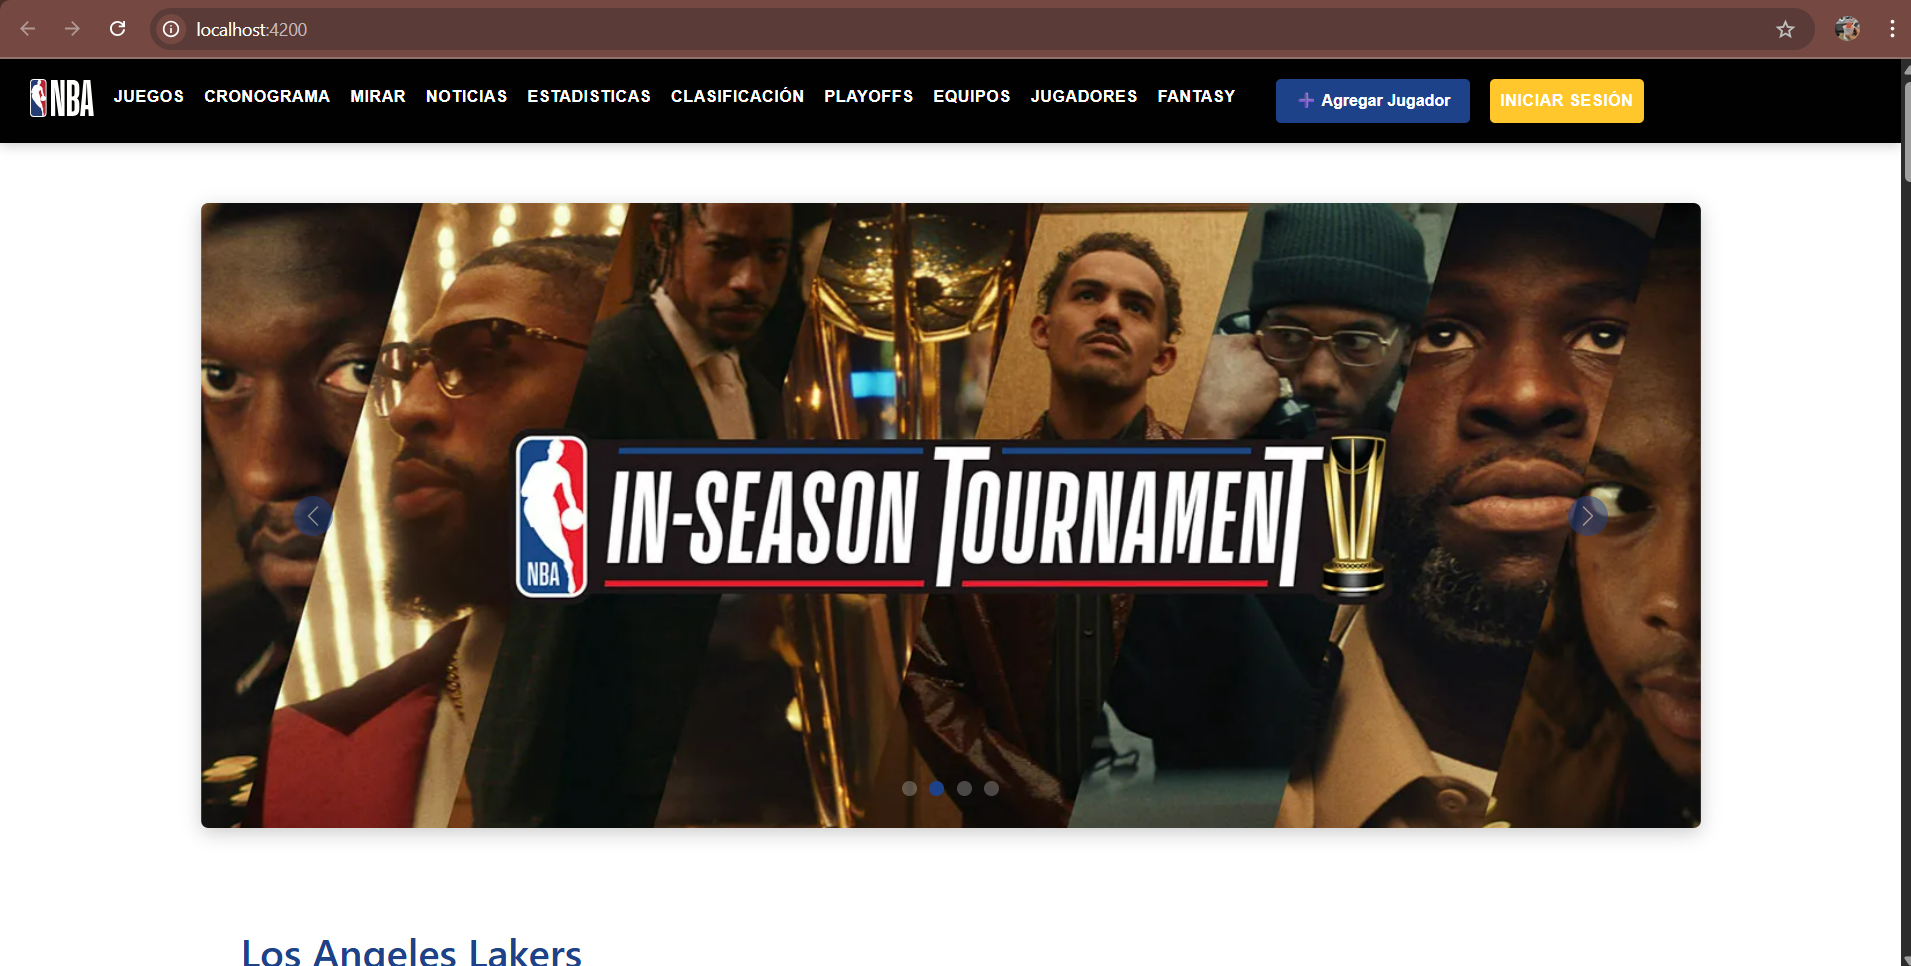 localhost:4200
NBA JUEGOS CRONOGRAMA MIRAR NOTICIAS ESTADISTICAS CLASIFICACIÓN PLAYOFFS EQUIPOS JUGADORES FANTASY ➕ Agregar Jugador INICIAR SESIÓN
IN-SEASON TOURNAMENT
NBA
Los Angeles Lakers